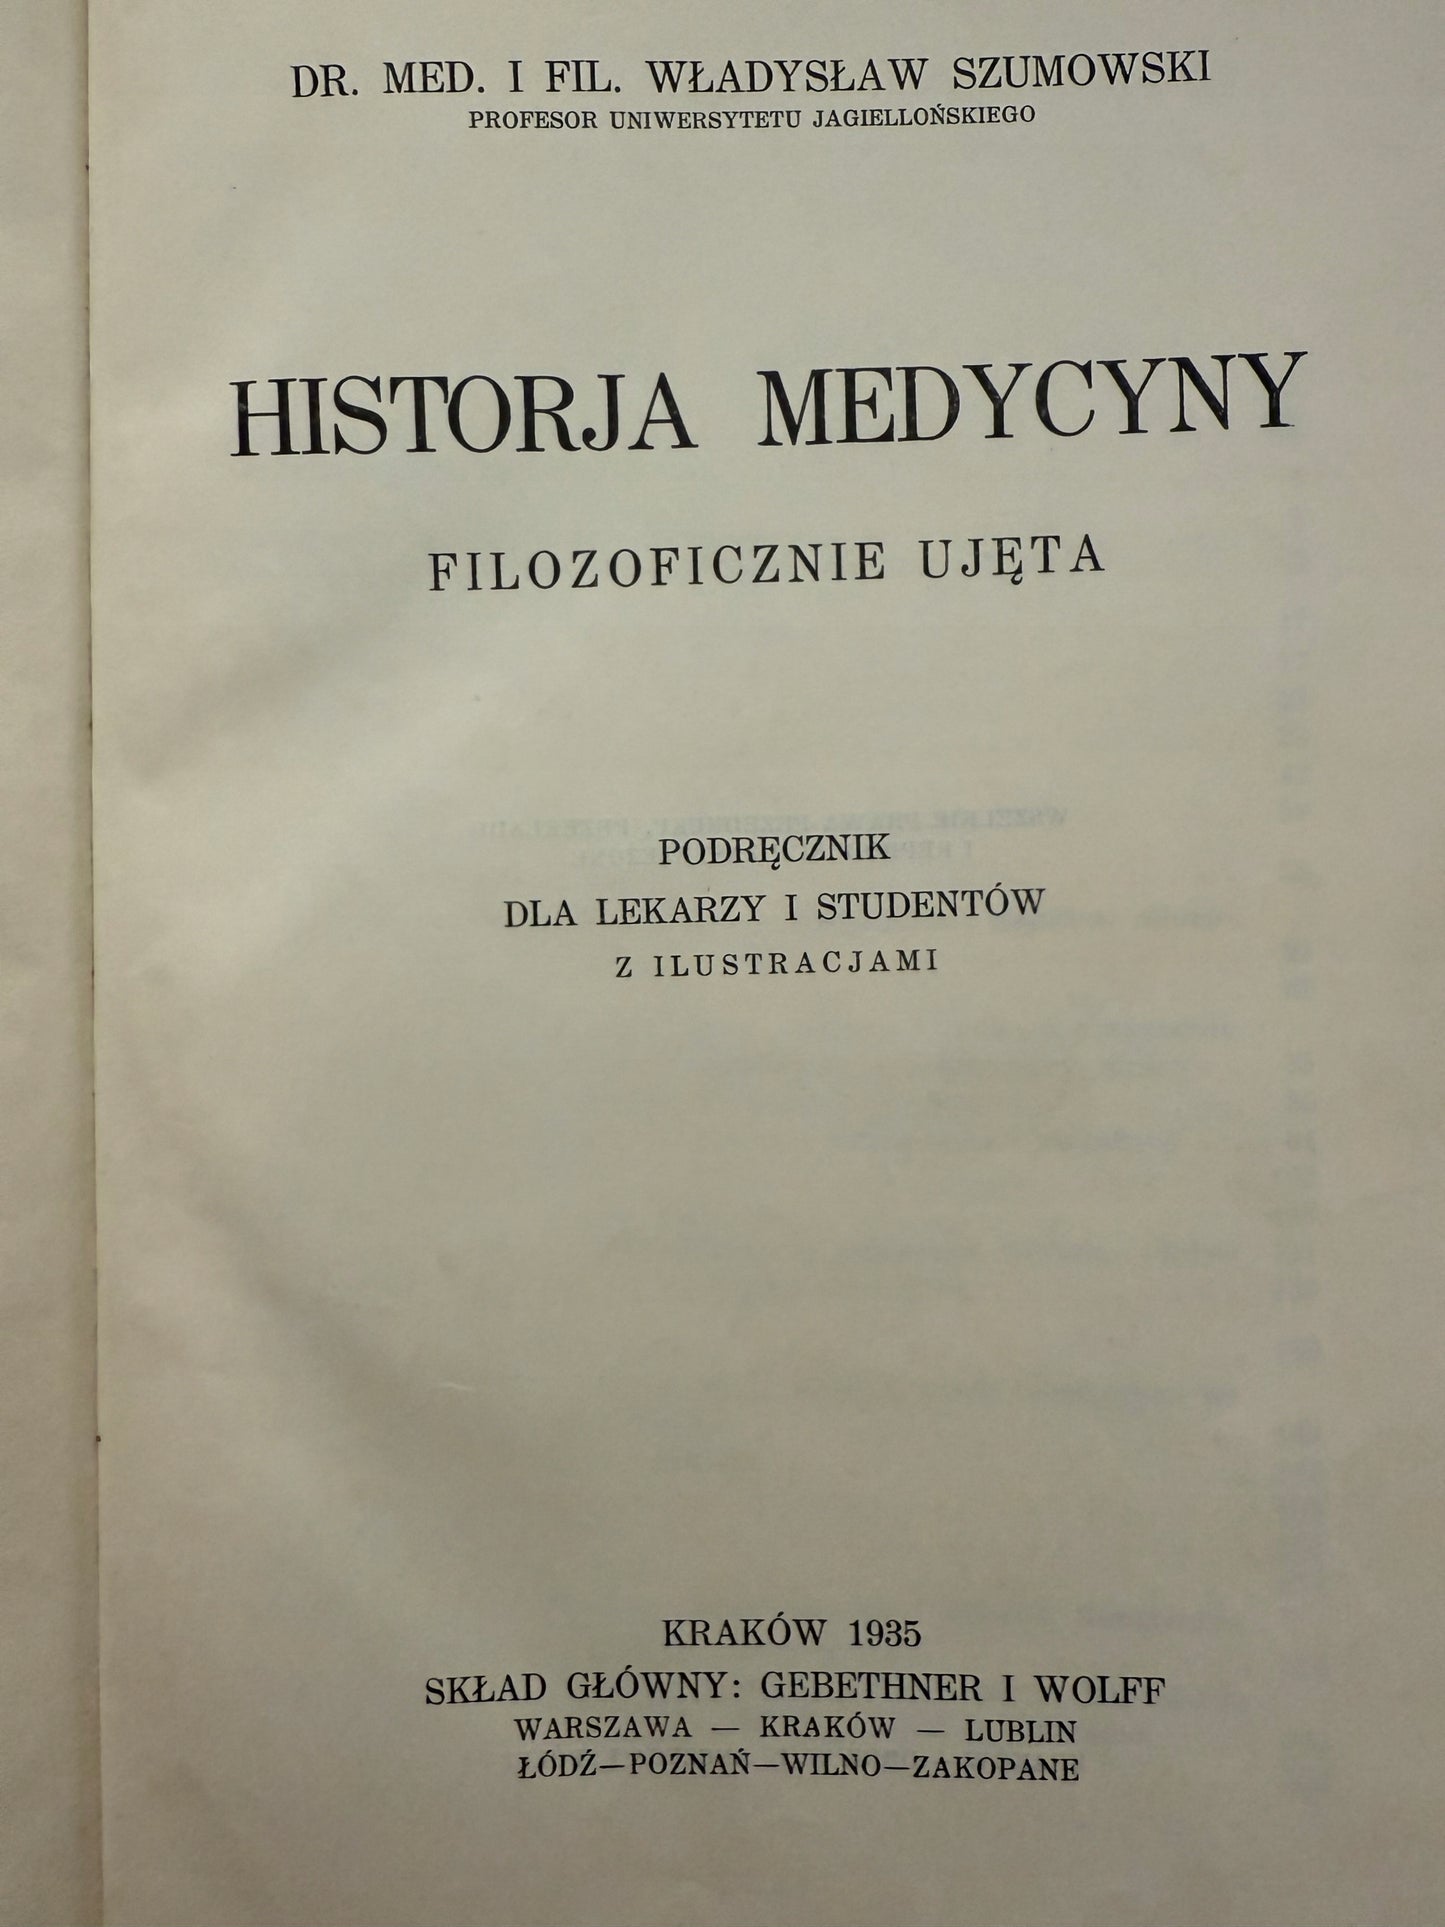 DR. MED. I FIL. WŁADYSŁAW SZUMOWSKI
PROFESOR UNIWERSYTETU JAGIELLOŃSKIEGO
HISTORJA MEDYCYNY
FILOZOFICZNIE UJĘTA
PODRĘCZNIK
DLA LEKARZY I STUDENTÓW
Z ILUSTRACJAMI
KRAKÓW 1935
SKŁAD GŁÓWNY: GEBETHNER I WOLFF
WARSZAWA — KRAKÓW — LUBLIN
ŁÓDŹ—POZNAŃ—WILNO—ZAKOPANE